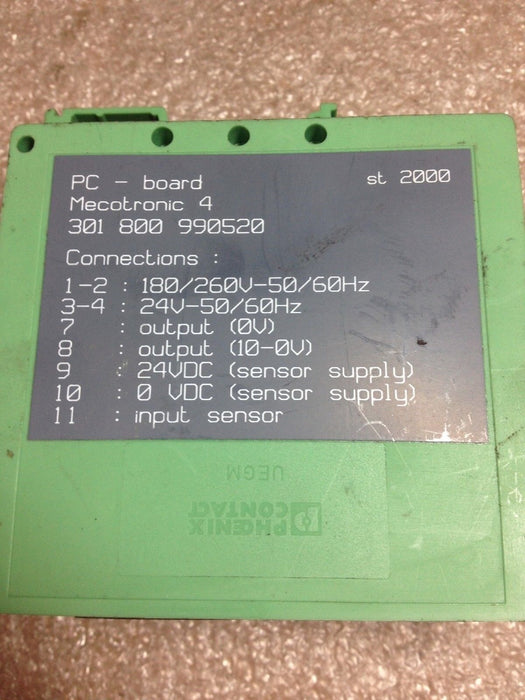 PC - board st 2000
Mecotronic 4
301 800 990520
Connections :
1-2 : 180/260V-50/60Hz
3-4 : 24V-50/60Hz
7 : output (0V)
8 : output (10-0V)
9 : 24VDC (sensor supply)
10 : 0 VDC (sensor supply)
11 : input sensor
UEGM
PHŒNIX
CONTACT